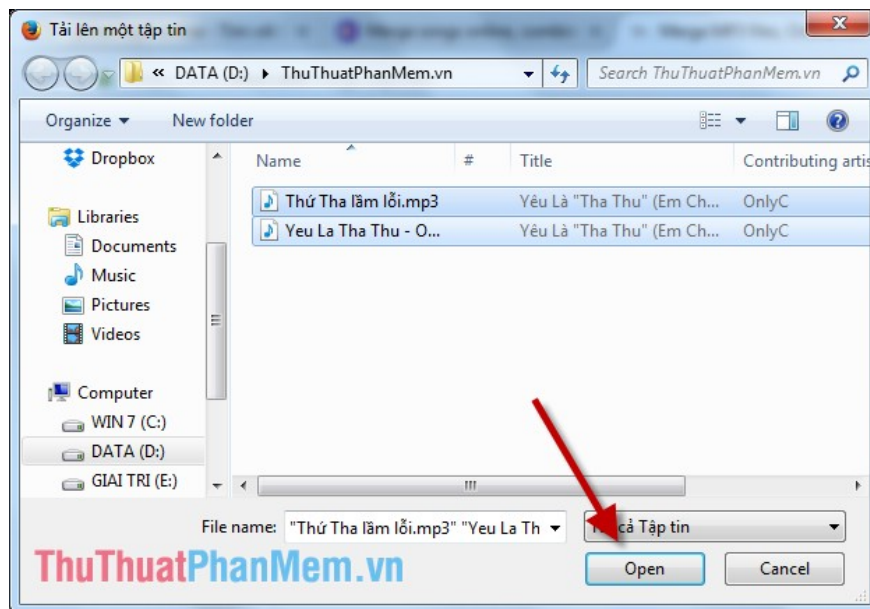 Tải lên một tập tin
« DATA (D:) ▸ ThuThuatPhanMem.vn
Search ThuThuatPhanMem.vn
Organize
New folder
Dropbox
Libraries
Documents
Music
Pictures
Videos
Computer
WIN 7 (C:)
DATA (D:)
GIAI TRI (E:)
Name # Title Contributing artis
Thứ Tha lầm lỗi.mp3 Yêu Là "Tha Thu" (Em Ch... OnlyC
Yeu La Tha Thu - O... Yêu Là "Tha Thu" (Em Ch... OnlyC
File name: "Thứ Tha lầm lỗi.mp3" "Yeu La Th
cả Tập tin
ThuThuatPhanMem.vn
Open
Cancel